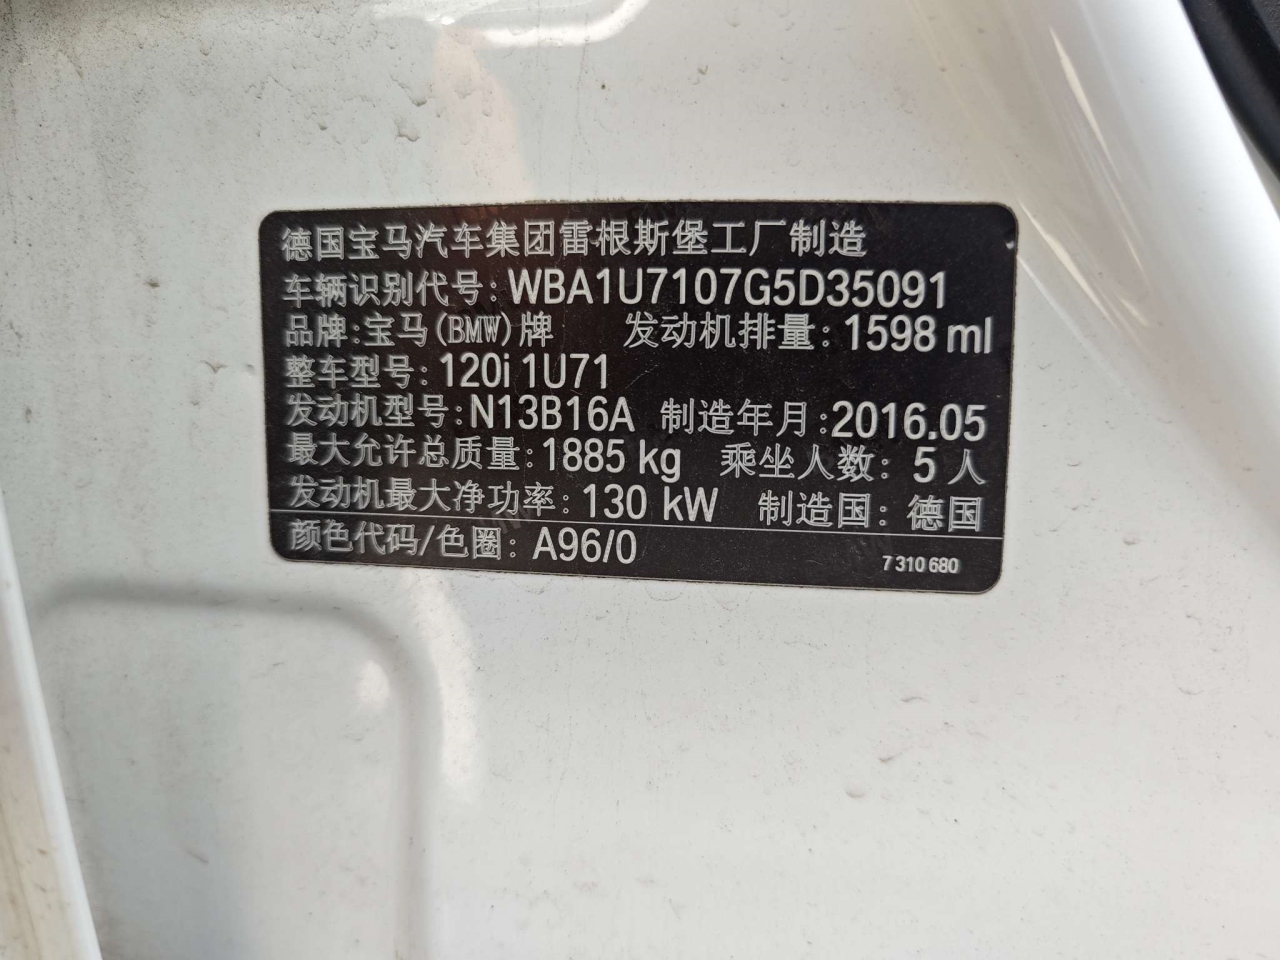 德国宝马汽车集团雷根斯堡工厂制造
车辆识别代号: WBA1U7107G5D35091
品牌:宝马(BMW)牌 发动机排量: 1598 ml
整车型号: 120i 1U71
发动机型号: N13B16A 制造年月: 2016.05
最大允许总质量: 1885 kg 乘坐人数: 5 人
发动机最大净功率: 130 kW 制造国: 德国
颜色代码/色圈: A96/0 7 310 680